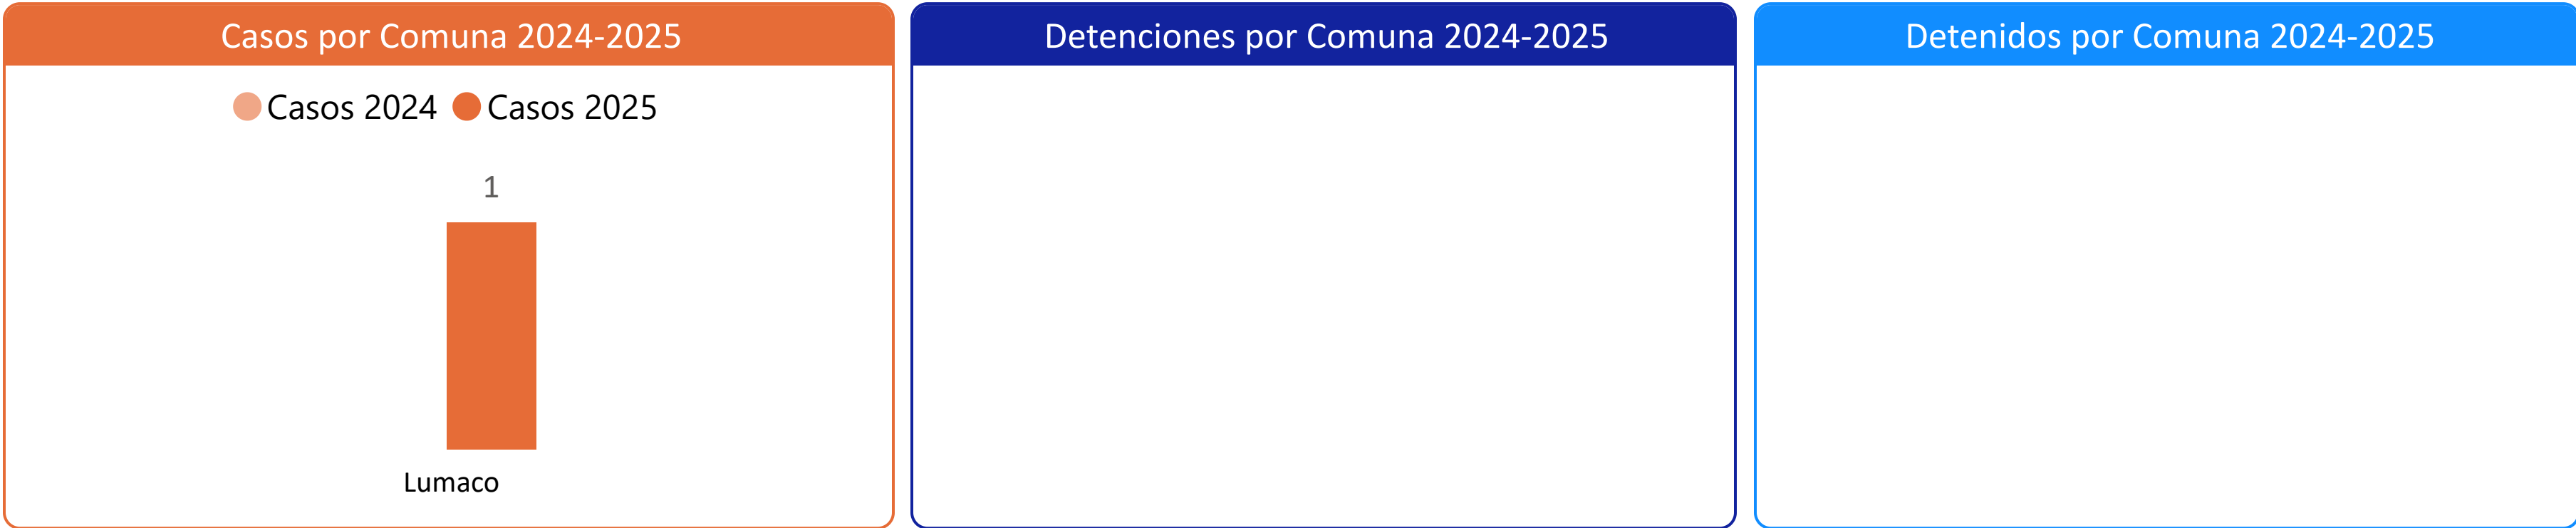 Casos por Comuna 2024-2025
Casos 2024 Casos 2025
1
Lumaco
Detenciones por Comuna 2024-2025
Detenidos por Comuna 2024-2025